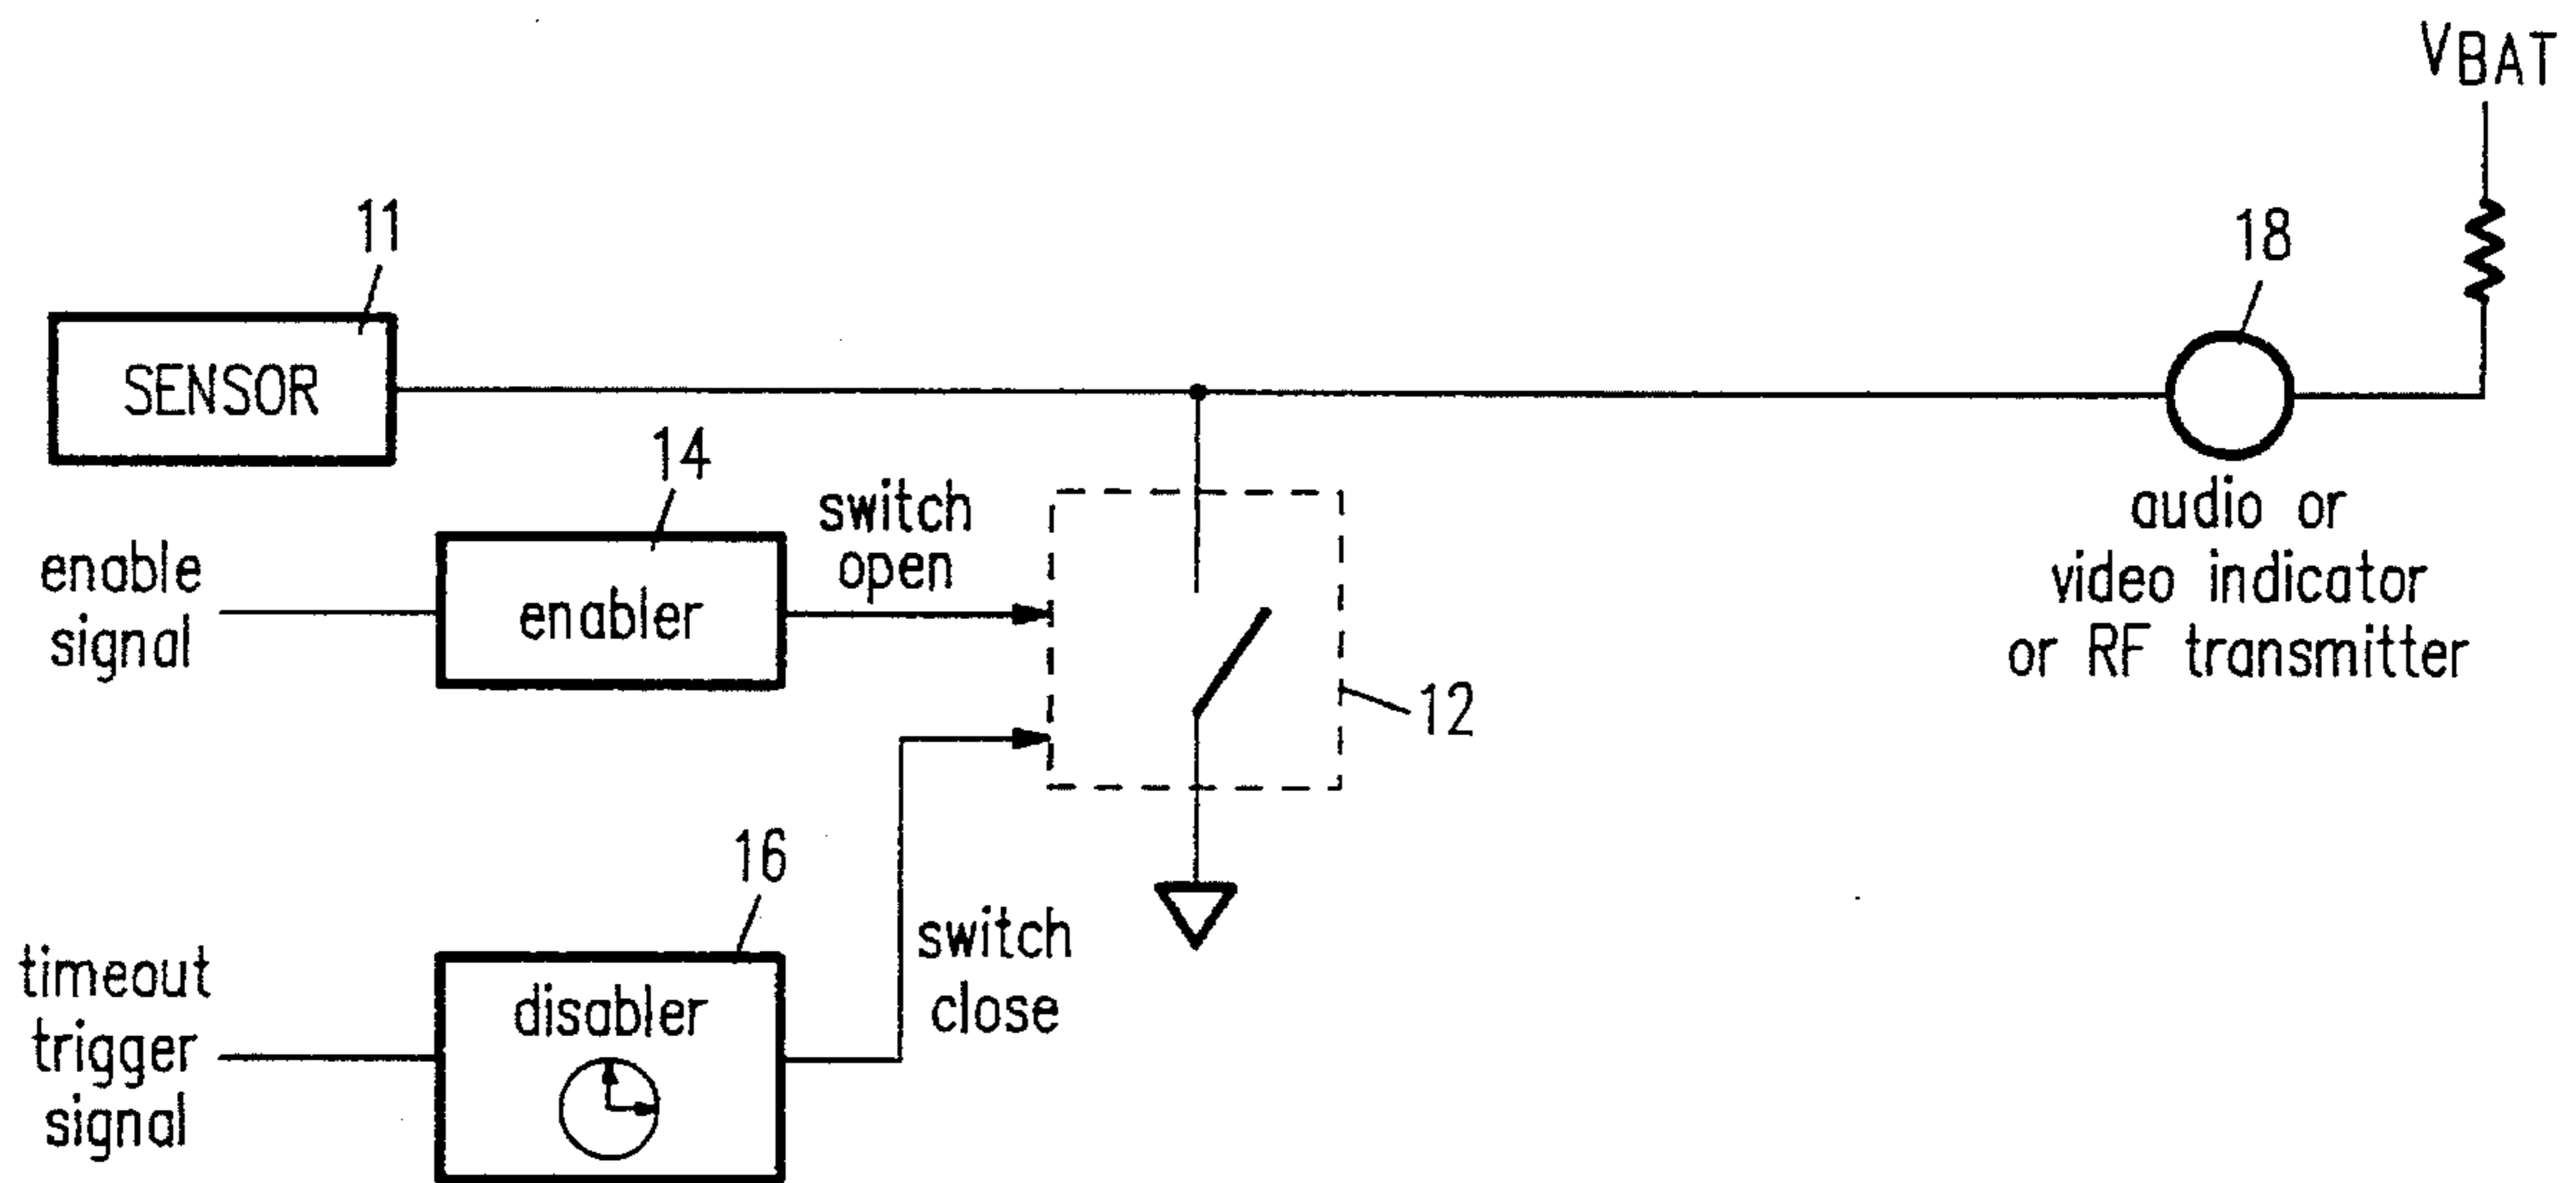 VBAT
11
18
SENSOR
14
switch
open
enable
signal
enabler
audio or
video indicator
or RF transmitter
12
16
switch
close
timeout
trigger
signal
disabler